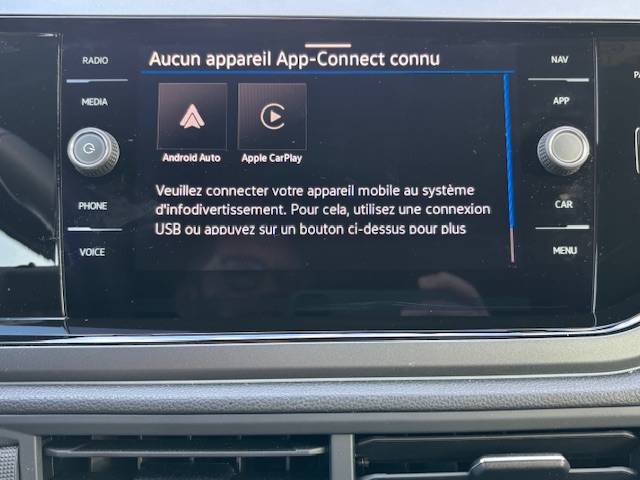 RADIO
MEDIA
PHONE
VOICE
Aucun appareil App-Connect connu
Android Auto
Apple CarPlay
Veuillez connecter votre appareil mobile au système
d'infodivertissement. Pour cela, utilisez une connexion
USB ou appuyez sur un bouton ci-dessus pour plus
NAV
APP
CAR
MENU